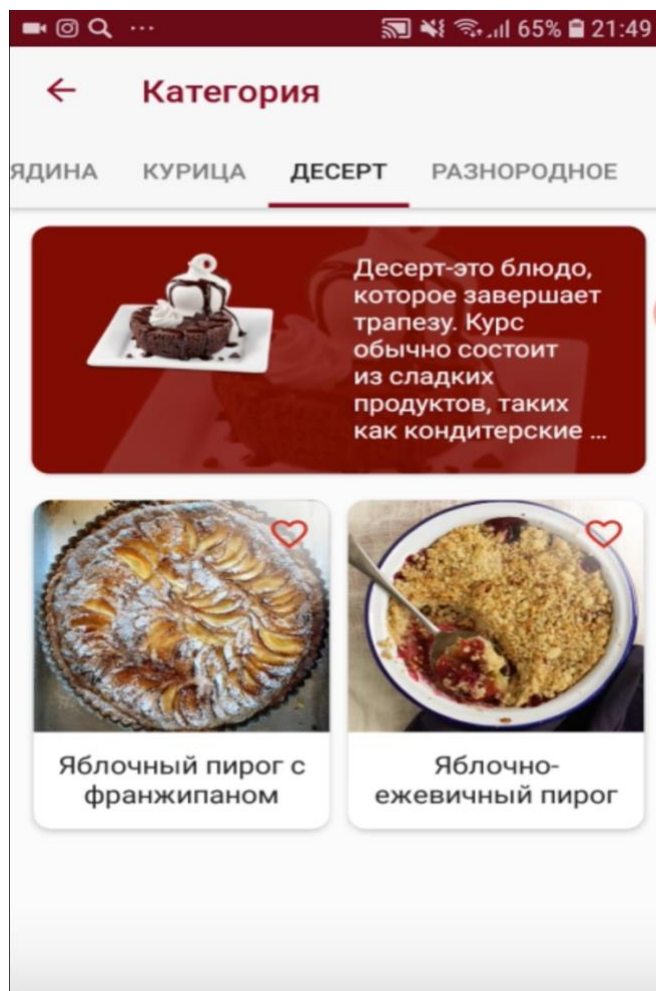 65% 21:49
Категория
ЯДИНА КУРИЦА ДЕСЕРТ РАЗНОРОДНОЕ
Десерт-это блюдо,
которое завершает
трапезу. Курс
обычно состоит
из сладких
продуктов, таких
как кондитерские ...
Яблочный пирог с
франжипаном
Яблочно-
ежевичный пирог